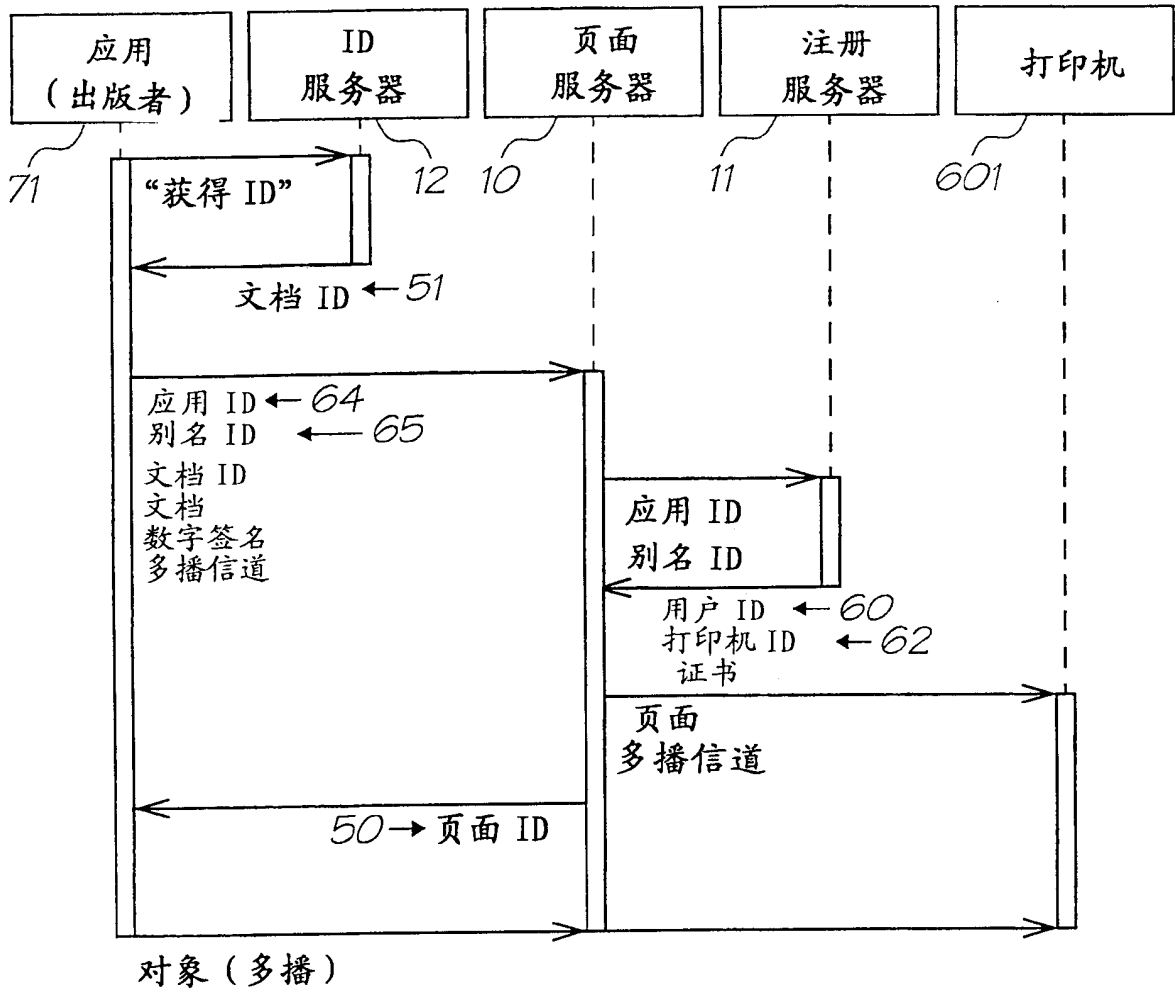 应用
(出版者)
ID
服务器
页面
服务器
注册
服务器
打印机
71
12
10
11
601
“获得 ID”
文档 ID ←51
应用 ID ←64
别名 ID ←65
文档 ID
文档
数字签名
多播信道
应用 ID
别名 ID
用户 ID ←60
打印机 ID ←62
证书
页面
多播信道
50→页面 ID
对象(多播)